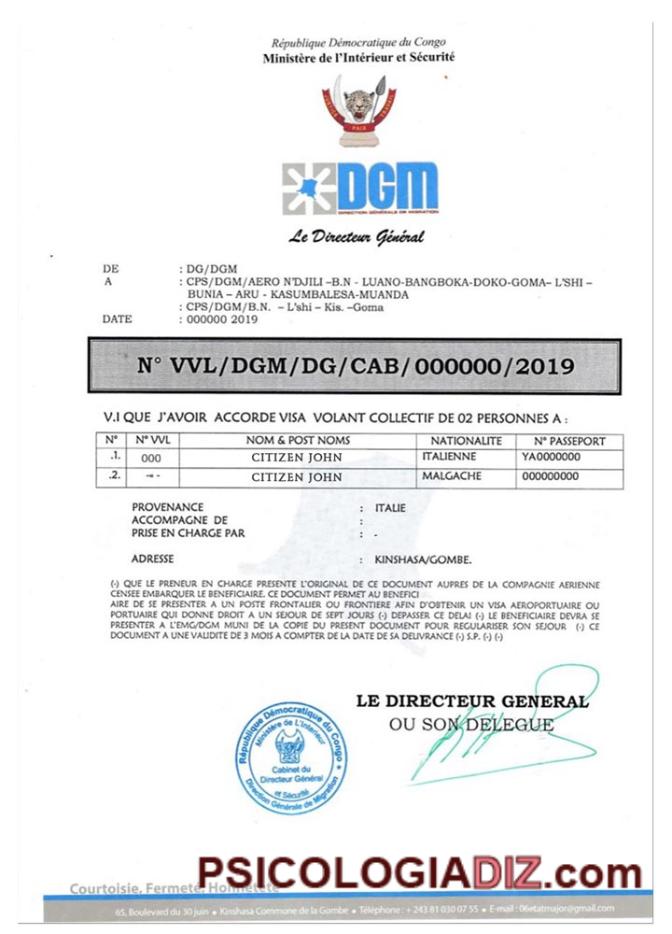 République Démocratique du Congo
Ministère de l'Intérieur et Sécurité
JUSTICE PAIX TRAVAIL
DGM
DIRECTION GÉNÉRALE DE MIGRATION
Le Directeur Général
DE : DG/DGM
A : CPS/DGM/AERO N'DJILI –B.N - LUANO-BANGBOKA-DOKO-GOMA– L'SHI –
BUNIA – ARU - KASUMBALESA-MUANDA
: CPS/DGM/B.N. – L'shi – Kis. –Goma
DATE : 000000 2019
N° VVL/DGM/DG/CAB/000000/2019
V.I QUE J'AVOIR ACCORDE VISA VOLANT COLLECTIF DE 02 PERSONNES A :
N° N° VVL NOM & POST NOMS NATIONALITE N° PASSEPORT
.1. 000 CITIZEN JOHN ITALIENNE YA0000000
.2. -=- CITIZEN JOHN MALGACHE 000000000
PROVENANCE : ITALIE
ACCOMPAGNE DE :
PRISE EN CHARGE PAR : -
ADRESSE : KINSHASA/GOMBE.
(-) QUE LE PRENEUR EN CHARGE PRESENTE L'ORIGINAL DE CE DOCUMENT AUPRES DE LA COMPAGNIE AERIENNE
CENSEE EMBARQUER LE BENEFICIAIRE. CE DOCUMENT PERMET AU BENEFICI
AIRE DE SE PRESENTER A UN POSTE FRONTALIER OU FRONTIERE AFIN D'OBTENIR UN VISA AEROPORTUAIRE OU
PORTUAIRE QUI DONNE DROIT A UN SEJOUR DE SEPT JOURS (-) DEPASSER CE DELAI (-) LE BENEFICIAIRE DEVRA SE
PRESENTER A L'EMG/DGM MUNI DE LA COPIE DU PRESENT DOCUMENT POUR REGULARISER SON SEJOUR (-) CE
DOCUMENT A UNE VALIDITE DE 3 MOIS A COMPTER DE LA DATE DE SA DELIVRANCE (-) S.P. (-) (-)
LE DIRECTEUR GENERAL
OU SON DELEGUE
République Démocratique du Congo
Ministère de L'Intérieur
Cabinet du
Directeur Général
et Sécurité
Direction Générale de Migration
PSICOLOGIADIZ.com
Courtoisie, Fermeté, Honnêteté
65, Boulevard du 30 juin • Kinshasa Commune de la Gombe • Téléphone : + 243 81 030 07 55 • E-mail : 06etatmajor@gmail.com